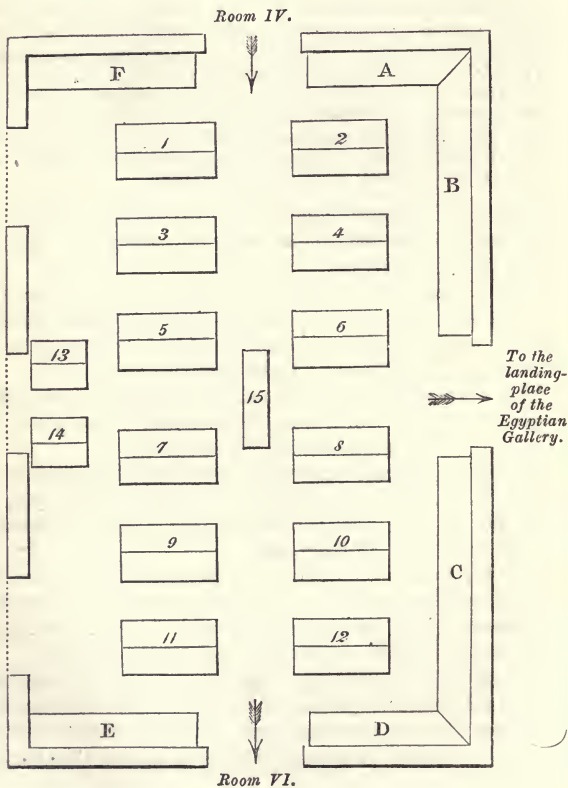 Room IV.
F
A
1
2
B
3
4
5
6
13
To the
landing-
place
of the
Egyptian
Gallery.
15
14
7
8
9
10
C
11
12
E
D
Room VI.